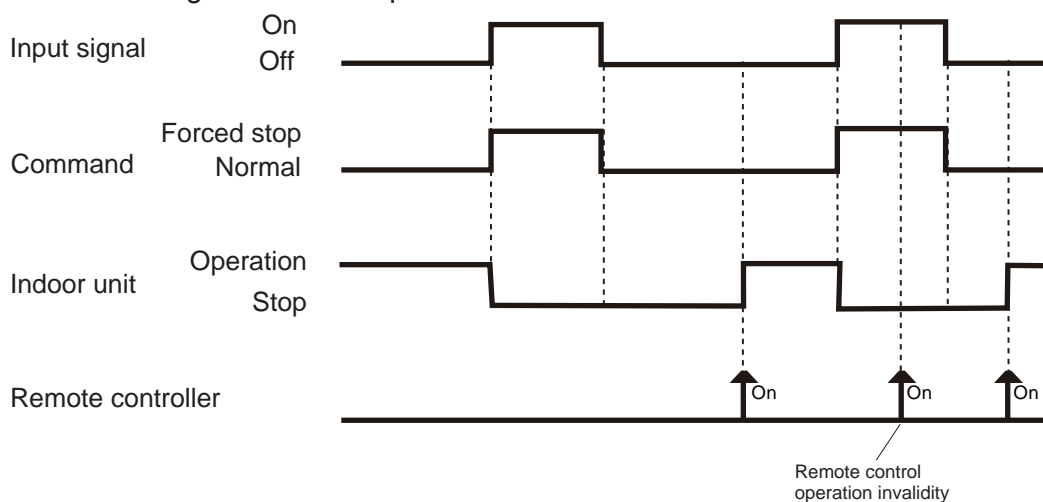 On
Input signal
Off
Forced stop
Command
Normal
Operation
Indoor unit
Stop
On
On
On
Remote controller
Remote control
operation invalidity